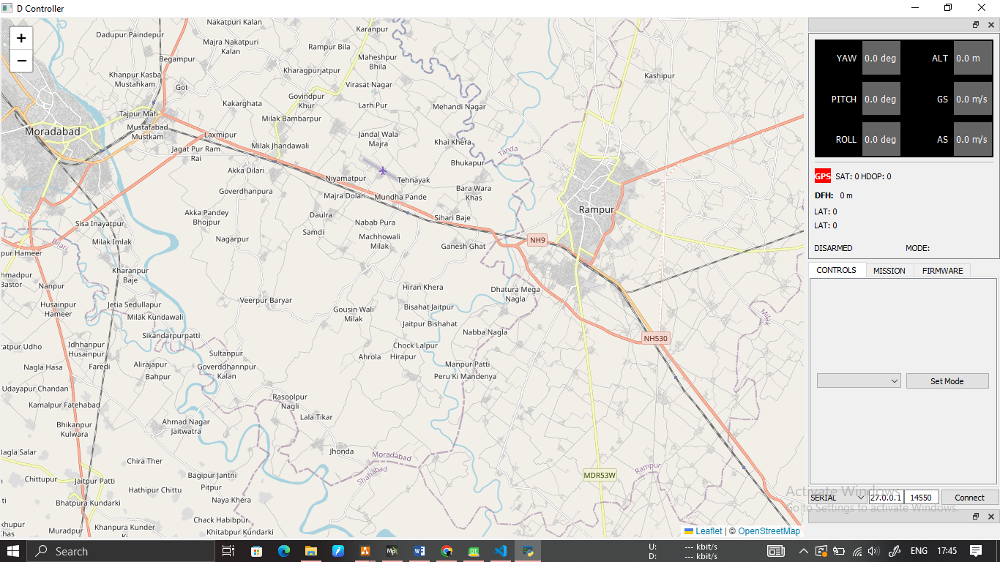 D Controller
+
−
Nakatpuri Kalan
Dadupur Paindepur
Karanpur
Majra Nakatpuri
Kalan
Rampur Bila
Begampur
Maheshpur
Bhila
Khanpur Kasba
Mustahkam
Kharagpurjatpur
Kashipur
Got
Virasat Nagar
Govindpur
Khur
Kakarghata
Larh Pur
Mehandi Nagar
Tajpur Mafi
Milak Bambarpur
Moradabad
Mustafabad
Mustkam
Laxmipur
Jandal Wala
Majra
Khai Khera
Milak Jhandawali
Jagat Pur Ram
Rai
Tanda
Bhukapur
Akka Dilari
Niyamatpur
Tehnayak
Goverdhanpura
Majra Dolari
Mundha Pande
Bara Wara
Khas
Rampur
Akka Pandey
Bhojpur
Daulra
Sihari Baje
Sisa Inayatpur
Nabab Pura
Samdi
Machhowali
Milak
Nagarpur
Milak Imlak
Bilari
NH9
Ganesh Ghat
pur Hameer
Kharanpur
Baje
hmadpur
Bastor
Nanpur
Hiran Khera
Dhatura Mega
Nagla
Husainpur
Hameer
Jetia Sedullapur
Veerpur Baryar
Gousin Wali
Milak
Bisahat Jaitpur
Milak Kundawali
Milak
Jaitpur Bishahat
Nabba Nagla
Sikandarpurpatti
NH530
ratpur Udho
Idhhanpur
Husainpur
Chock Lalpur
Sultanpur
Ahrola
Hirapur
Nagla Hasa
Faredi
Alirajapur
Goverddhannpur
Kalan
Manpur Patti
Bahpur
Peru Ki Mandenya
Udayapur Chandan
Rasoolpur
Nagli
Kamalpur Fatehabad
Lala Tikar
Bhikanpur
Kulwara
Ahmad Nagar
Jaitwatra
Jhonda
lagla Salar
Moradabad
Chira Ther
Shahabad
Rampur
Chittupur
Jaitpur Patti
Bagipur Jantni
MDR53W
Hathipur Chittu
Pitpur
ti
Bhatpura Kundarki
Naya Khera
Chack Habibpur
khupur
Khas
Muradpur
Khanpura Kunder
Khitabpur Kundarki
Leaflet | © OpenStreetMap
YAW 0.0 deg ALT 0.0 m
PITCH 0.0 deg GS 0.0 m/s
ROLL 0.0 deg AS 0.0 m/s
GPS SAT: 0 HDOP: 0
DFH: 0 m
LAT: 0
LAT: 0
DISARMED MODE:
CONTROLS MISSION FIRMWARE
Set Mode
Activate Windows
SERIAL 27.0.0.1 14550 Connect
Go to Settings to activate Windows.
Search
U: --- kbit/s
D: --- kbit/s
ENG 17:45